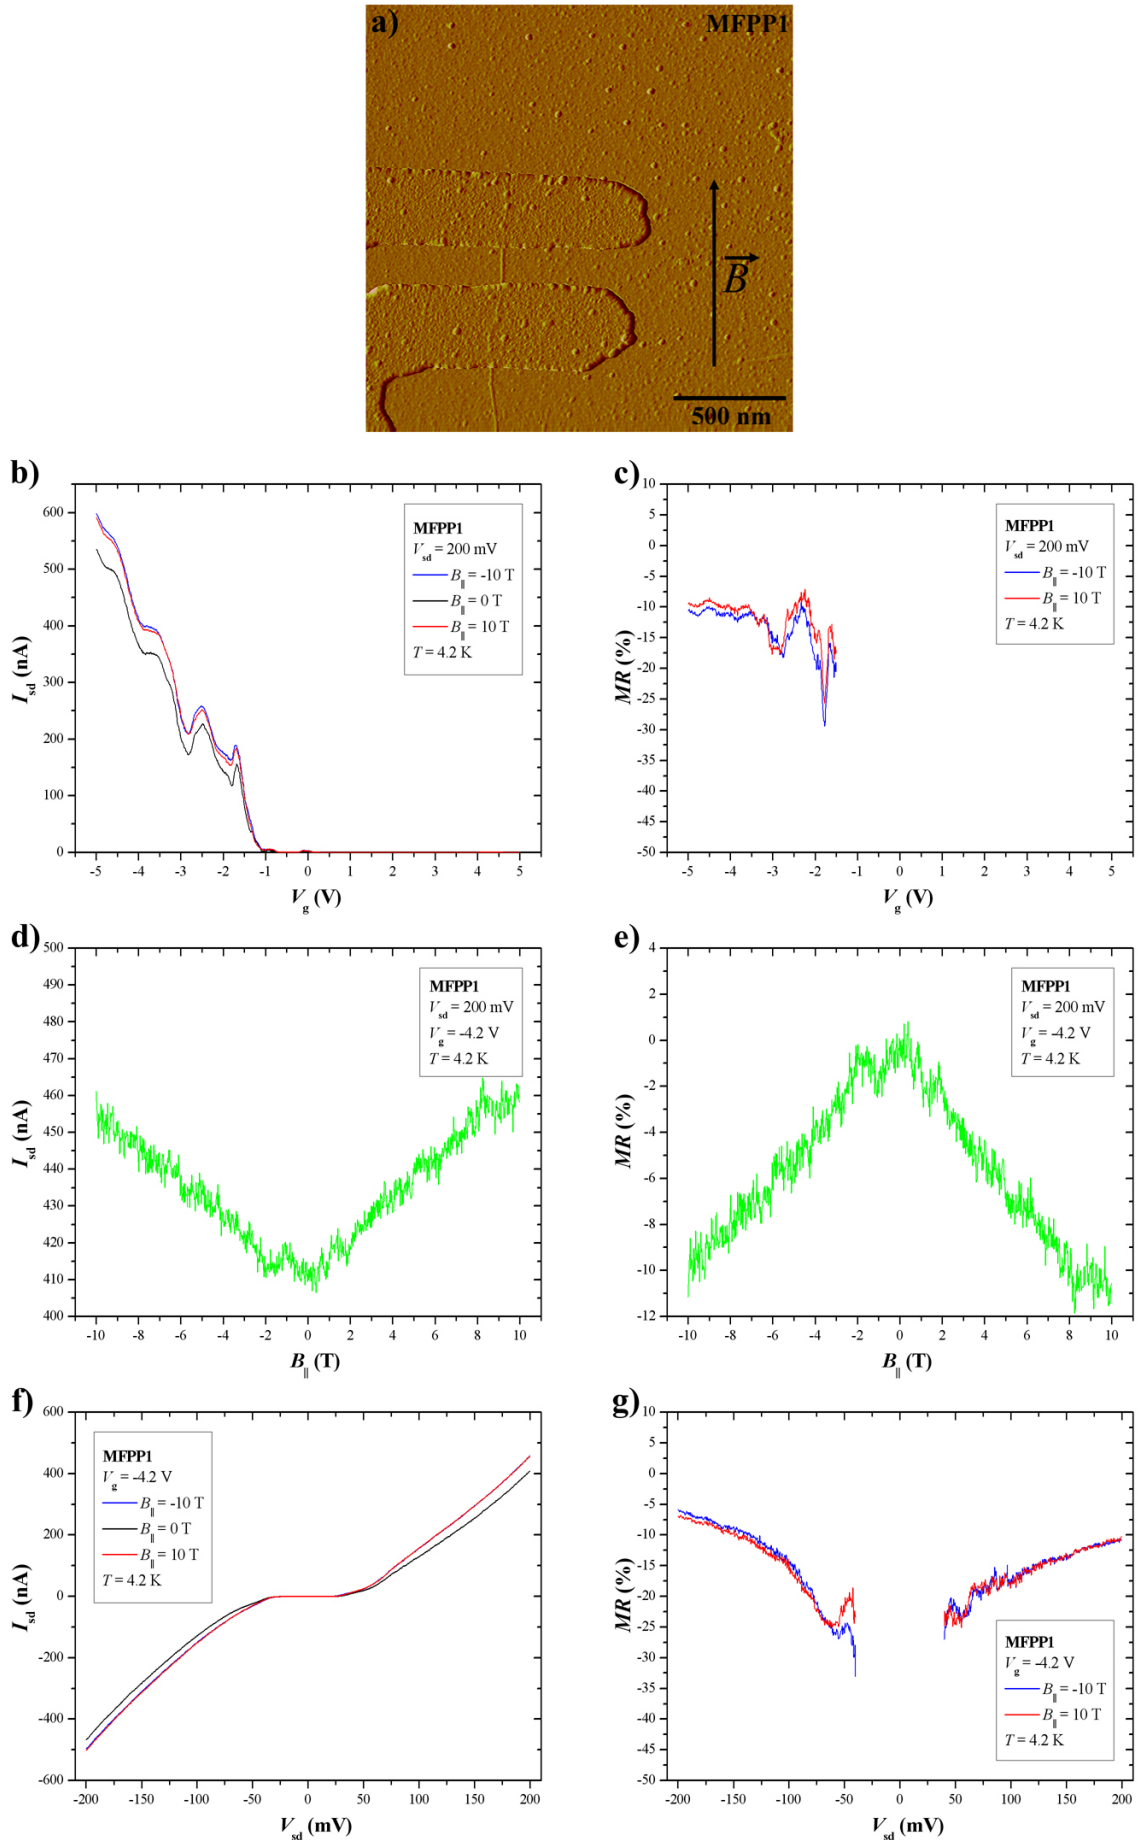 a) MFPP1
B
500 nm
b)
600
500
400
300
200
100
0
I_sd (nA)
MFPP1
V_sd = 200 mV
B_|| = -10 T
B_|| = 0 T
B_|| = 10 T
T = 4.2 K
-5 -4 -3 -2 -1 0 1 2 3 4 5
V_g (V)
c)
10
5
0
-5
-10
-15
-20
-25
-30
-35
-40
-45
-50
MR (%)
MFPP1
V_sd = 200 mV
B_|| = -10 T
B_|| = 10 T
T = 4.2 K
-5 -4 -3 -2 -1 0 1 2 3 4 5
V_g (V)
d)
500
490
480
470
460
450
440
430
420
410
400
I_sd (nA)
MFPP1
V_sd = 200 mV
V_g = -4.2 V
T = 4.2 K
-10 -8 -6 -4 -2 0 2 4 6 8 10
B_|| (T)
e)
4
2
0
-2
-4
-6
-8
-10
-12
MR (%)
MFPP1
V_sd = 200 mV
V_g = -4.2 V
T = 4.2 K
-10 -8 -6 -4 -2 0 2 4 6 8 10
B_|| (T)
f)
600
400
200
0
-200
-400
-600
I_sd (nA)
MFPP1
V_g = -4.2 V
B_|| = -10 T
B_|| = 0 T
B_|| = 10 T
T = 4.2 K
-200 -150 -100 -50 0 50 100 150 200
V_sd (mV)
g)
10
5
0
-5
-10
-15
-20
-25
-30
-35
-40
-45
-50
MR (%)
MFPP1
V_g = -4.2 V
B_|| = -10 T
B_|| = 10 T
T = 4.2 K
-200 -150 -100 -50 0 50 100 150 200
V_sd (mV)